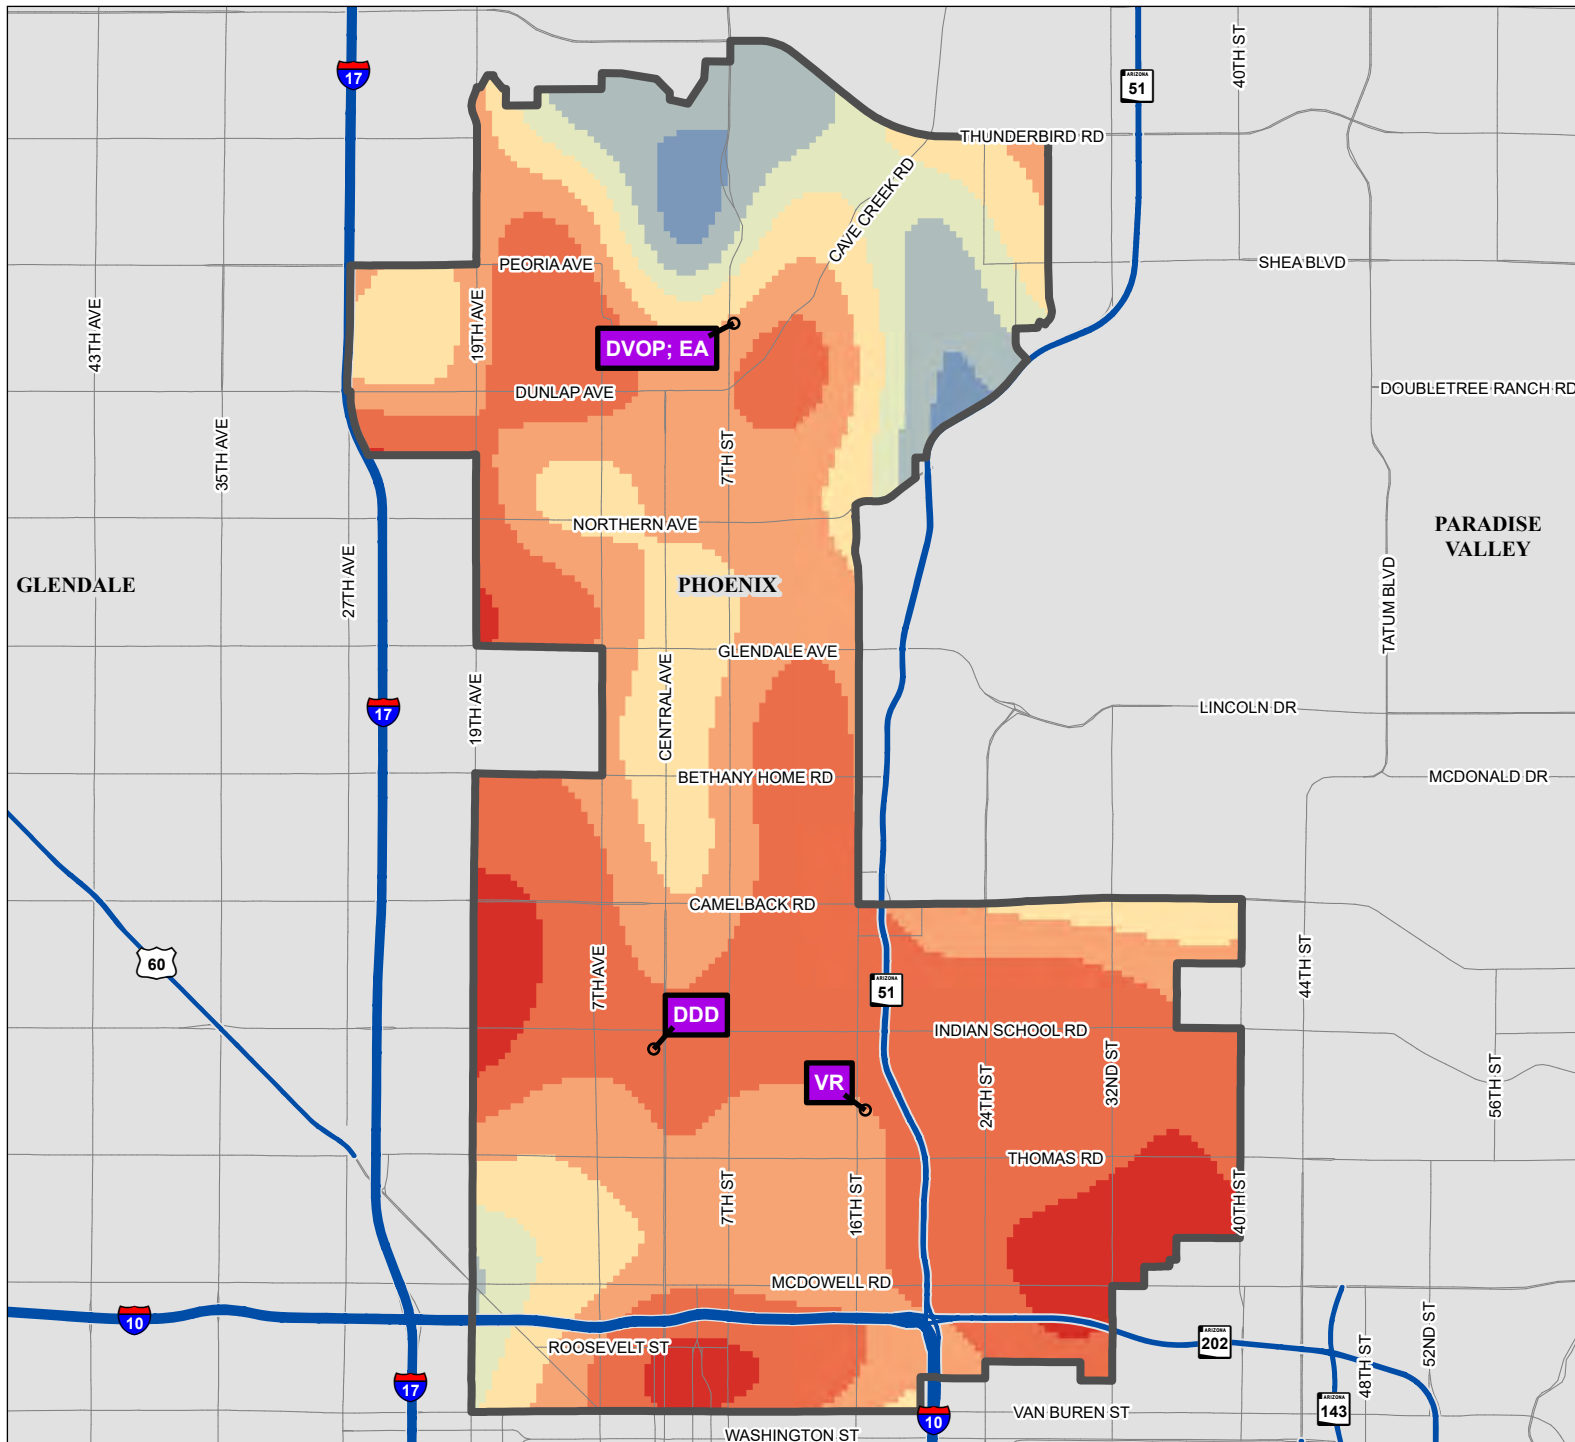 40TH ST
17
ARIZONA
51
THUNDERBIRD RD
CAVE CREEK RD
PEORIA AVE
SHEA BLVD
43TH AVE
19TH AVE
DVOP; EA
DUNLAP AVE
DOUBLETREE RANCH RD
35TH AVE
7TH ST
NORTHERN AVE
PARADISE
VALLEY
GLENDALE
27TH AVE
PHOENIX
TATUM BLVD
GLENDALE AVE
CENTRAL AVE
19TH AVE
17
LINCOLN DR
BETHANY HOME RD
MCDONALD DR
CAMELBACK RD
60
7TH AVE
44TH ST
ARIZONA
51
DDD
INDIAN SCHOOL RD
VR
24TH ST
32ND ST
56TH ST
THOMAS RD
7TH ST
16TH ST
40TH ST
MCDOWELL RD
10
ROOSEVELT ST
ARIZONA
202
48TH ST
52ND ST
17
ARIZONA
143
10
VAN BUREN ST
WASHINGTON ST